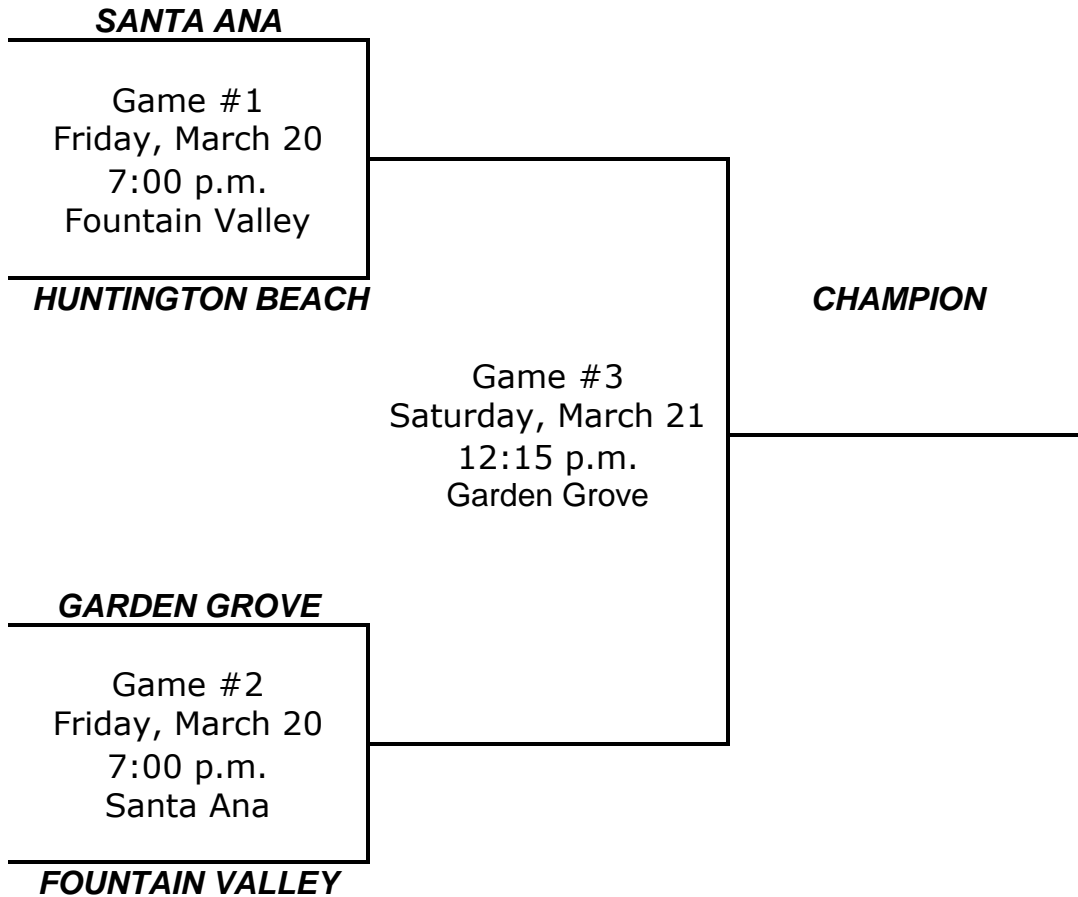 SANTA ANA
Game #1
Friday, March 20
7:00 p.m.
Fountain Valley
HUNTINGTON BEACH
CHAMPION
Game #3
Saturday, March 21
12:15 p.m.
Garden Grove
GARDEN GROVE
Game #2
Friday, March 20
7:00 p.m.
Santa Ana
FOUNTAIN VALLEY